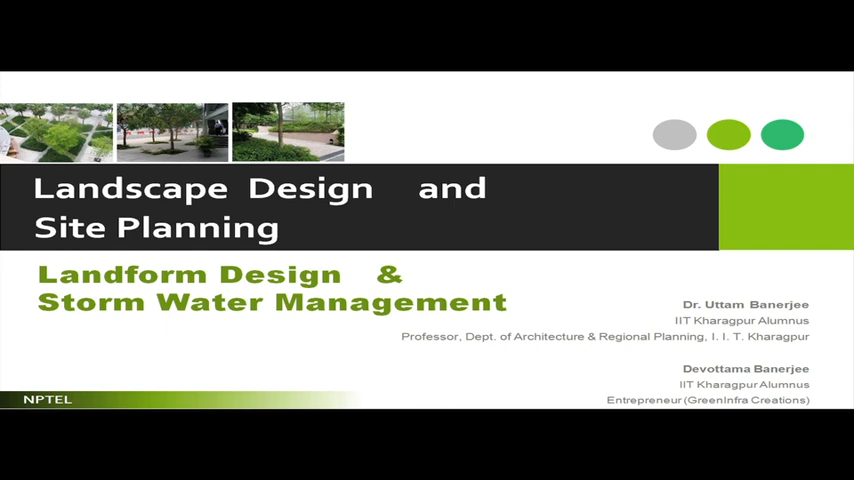 Landscape Design and
Site Planning
Landform Design &
Storm Water Management
Dr. Uttam Banerjee
IIT Kharagpur Alumnus
Professor, Dept. of Architecture & Regional Planning, I. I. T. Kharagpur
Devottama Banerjee
IIT Kharagpur Alumnus
Entrepreneur (GreenInfra Creations)
NPTEL